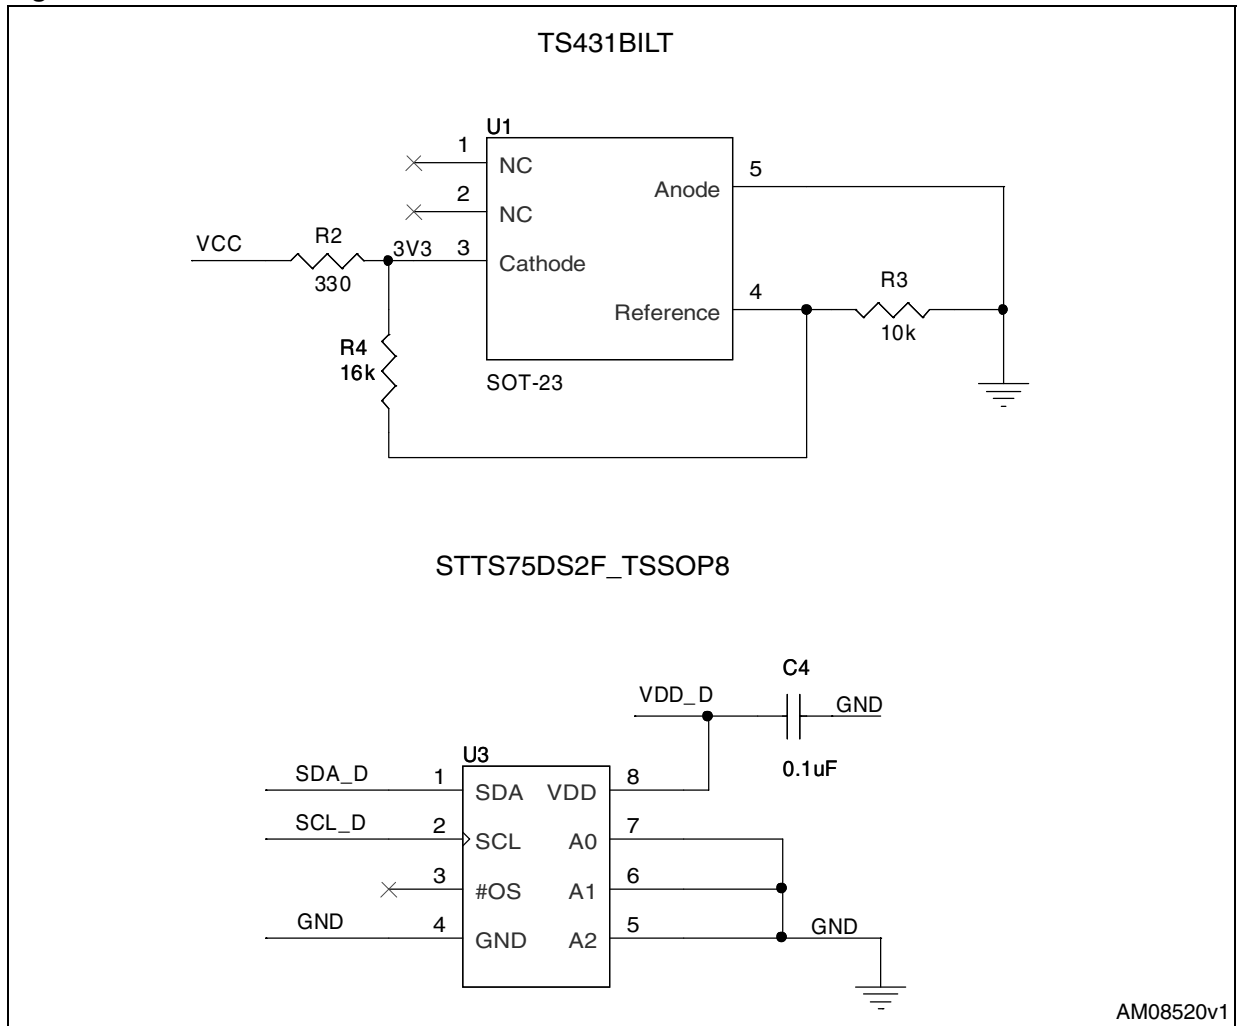 TS431BILT
U1
1
NC
5
Anode
2
NC
VCC
R2
330
3V3
3
Cathode
4
Reference
R3
10k
R4
16k
SOT-23
STTS75DS2F_TSSOP8
C4
VDD_D
GND
0.1uF
U3
SDA_D
1
SDA
VDD
8
SCL_D
2
SCL
A0
7
3
#OS
A1
6
GND
4
GND
A2
5
GND
AM08520v1